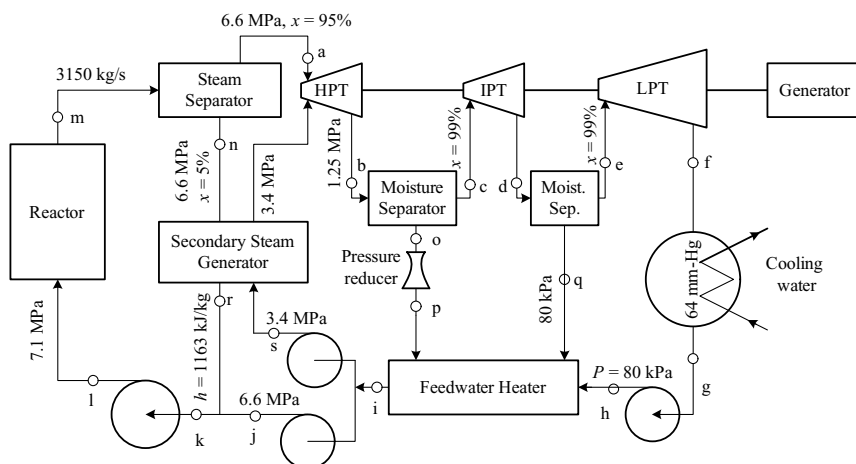 6.6 MPa, x = 95%
a
3150 kg/s
Steam
Separator
HPT
IPT
LPT
Generator
m
n
6.6 MPa
x = 5%
3.4 MPa
1.25 MPa
b
x = 99%
c
d
x = 99%
e
f
Reactor
Moisture
Separator
Moist.
Sep.
o
Secondary Steam
Generator
Pressure
reducer
q
80 kPa
64 mm-Hg
Cooling
water
r
p
7.1 MPa
h = 1163 kJ/kg
3.4 MPa
s
Feedwater Heater
P = 80 kPa
g
l
6.6 MPa
i
h
k
j